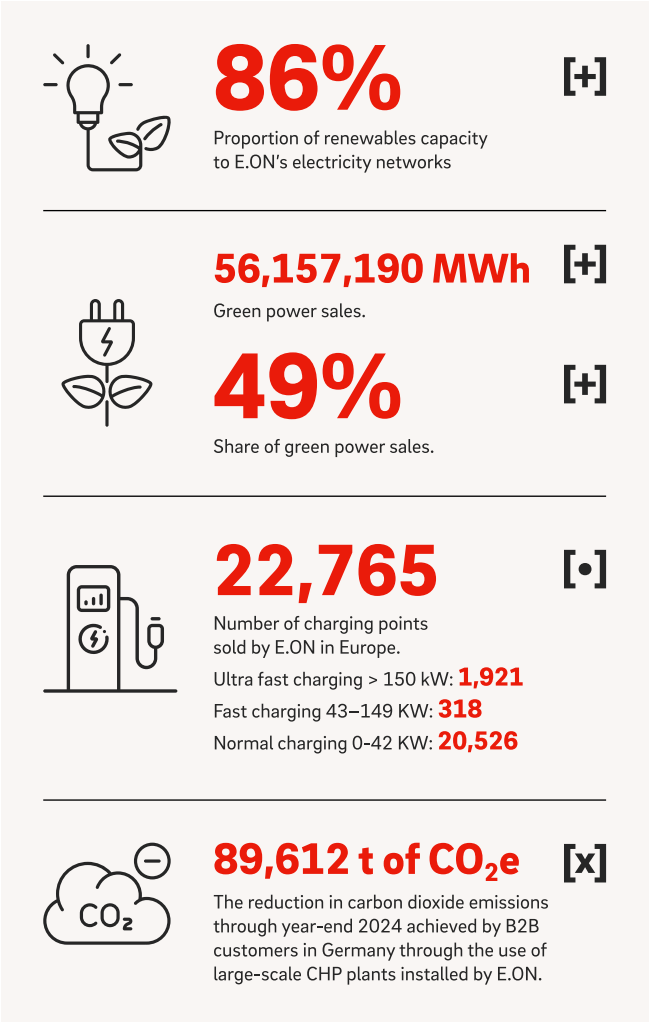 86%
[+]
Proportion of renewables capacity
to E.ON's electricity networks
56,157,190 MWh
[+]
Green power sales.
49%
[+]
Share of green power sales.
22,765
[•]
Number of charging points
sold by E.ON in Europe.
Ultra fast charging > 150 kW: 1,921
Fast charging 43–149 KW: 318
Normal charging 0-42 KW: 20,526
CO₂
89,612 t of CO₂e
[x]
The reduction in carbon dioxide emissions
through year-end 2024 achieved by B2B
customers in Germany through the use of
large-scale CHP plants installed by E.ON.